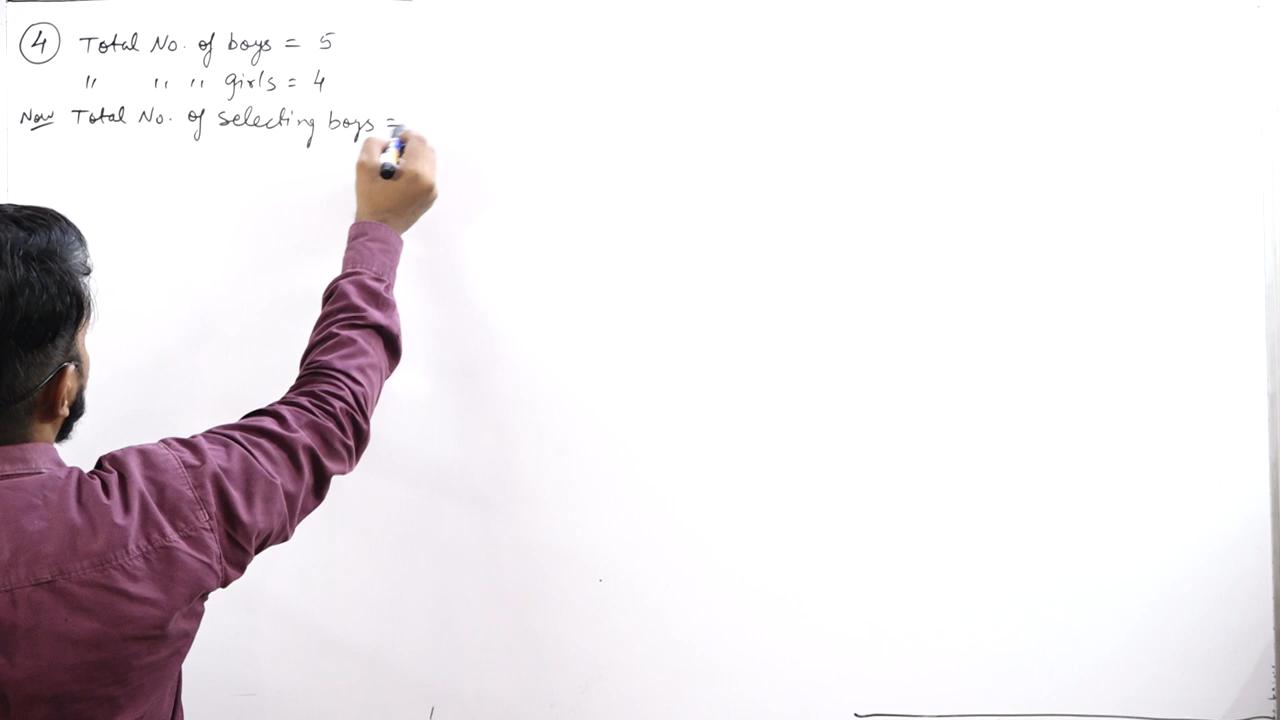 4 Total No. of boys = 5
" " " girls = 4
Now Total No. of selecting boys =